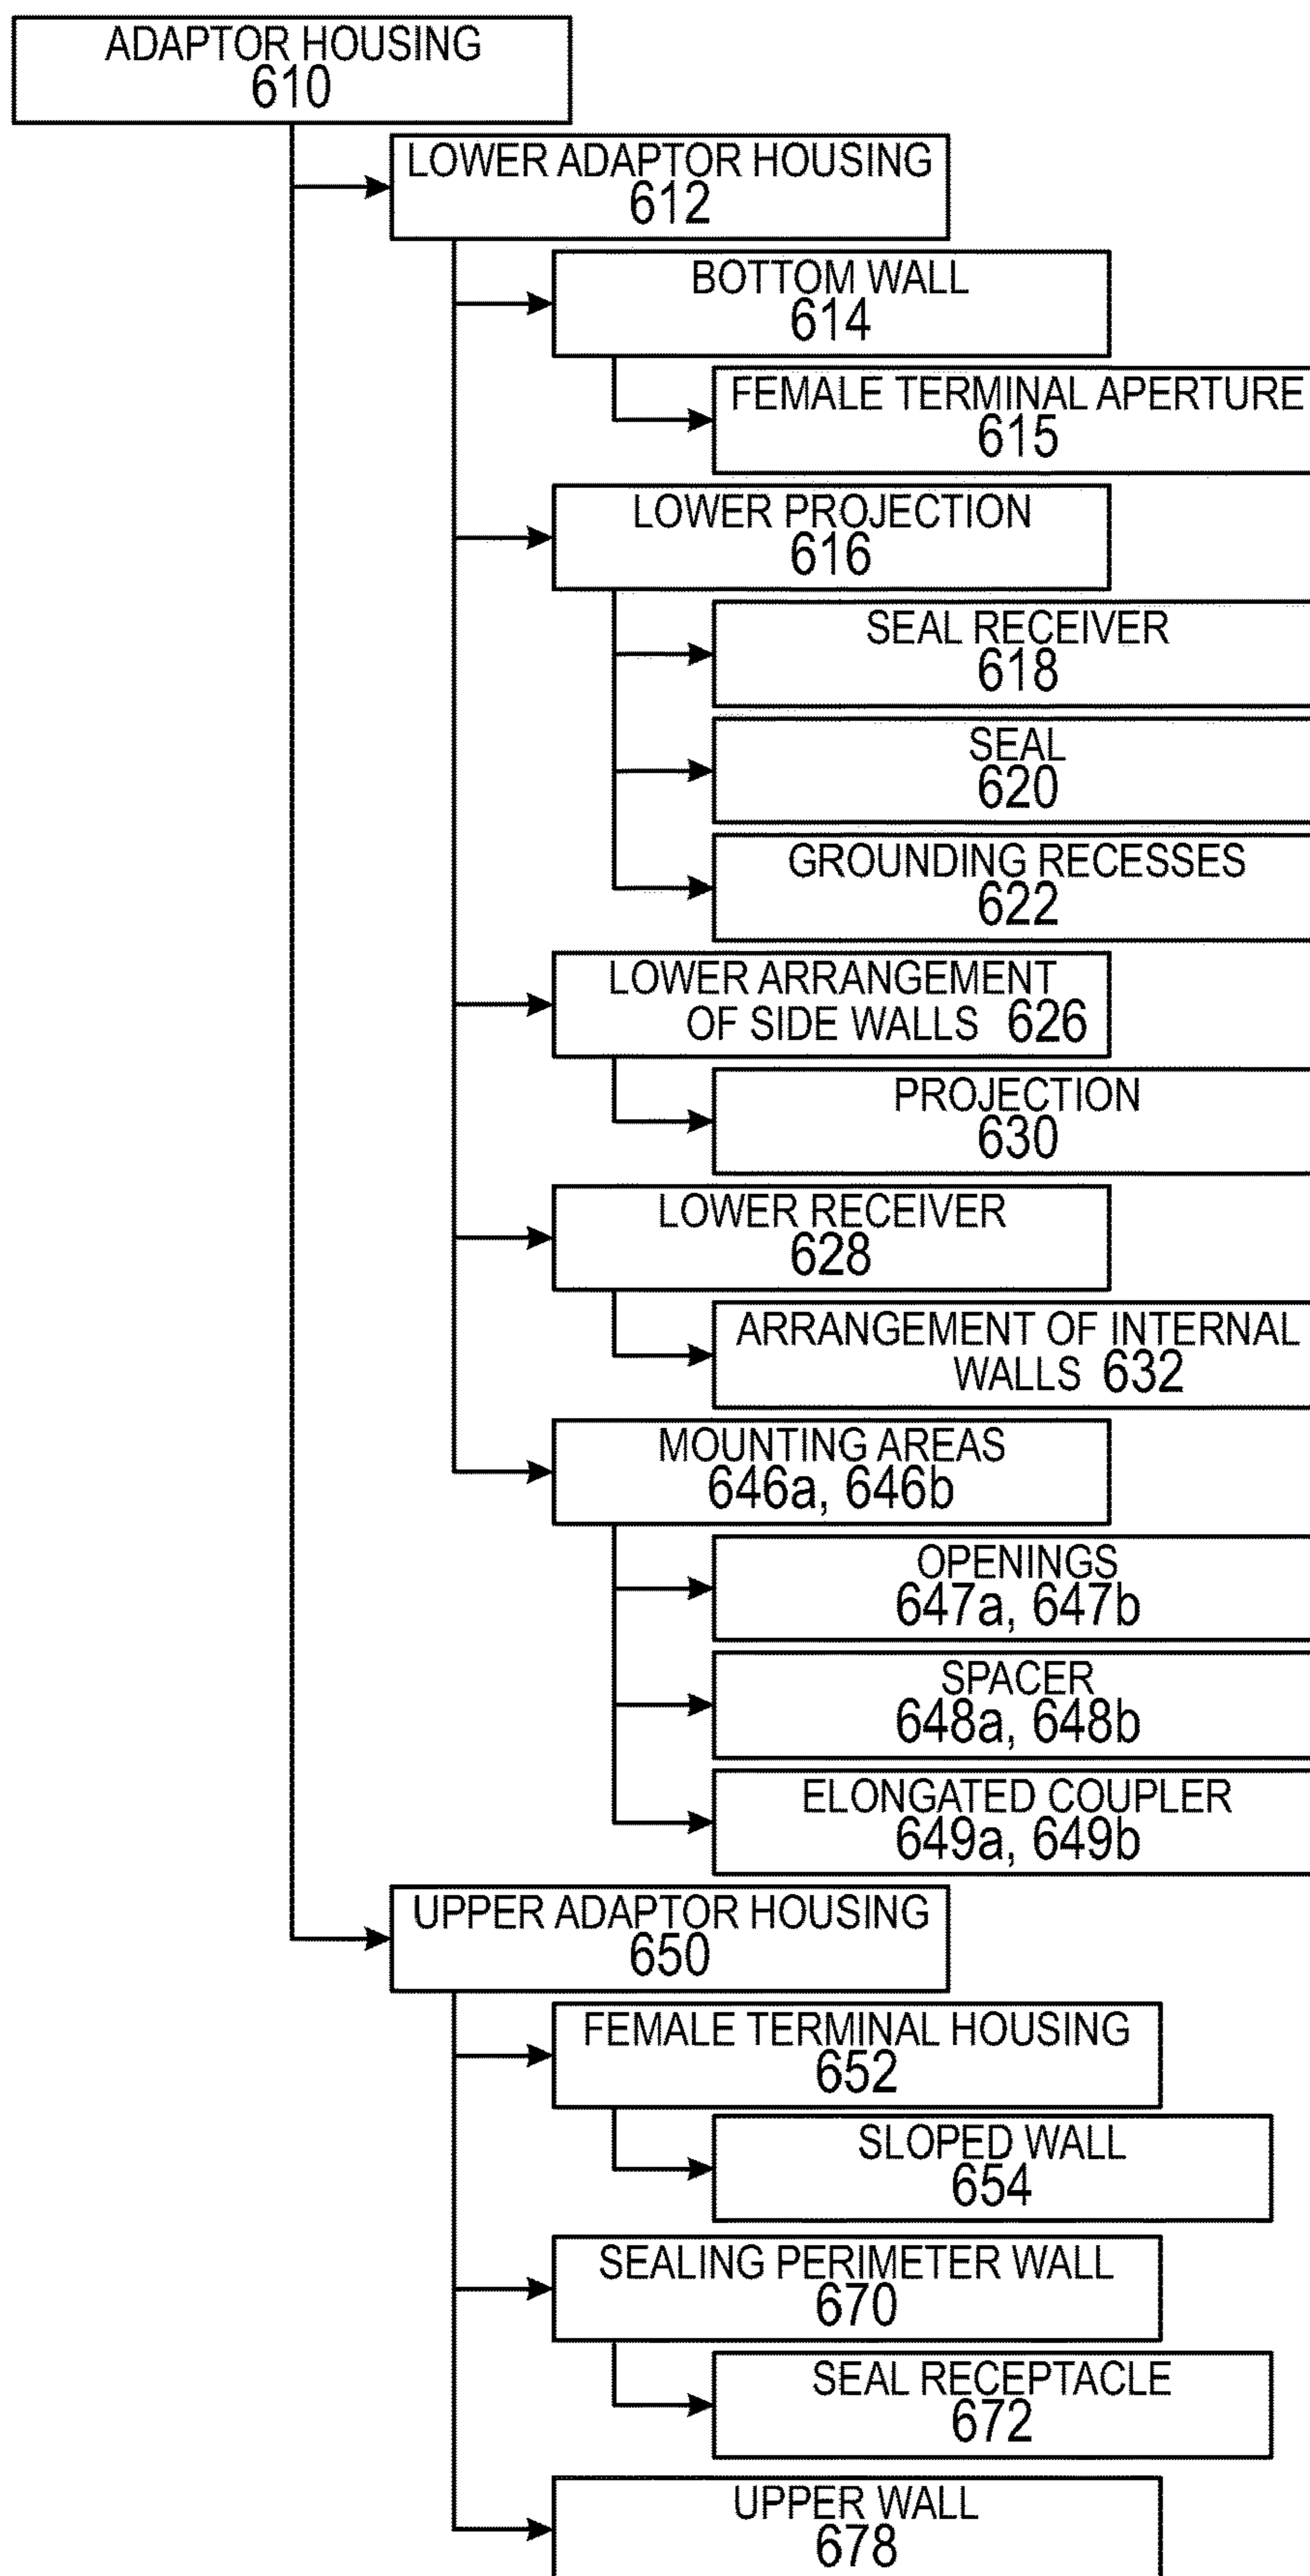 ADAPTOR HOUSING
610
LOWER ADAPTOR HOUSING
612
BOTTOM WALL
614
FEMALE TERMINAL APERTURE
615
LOWER PROJECTION
616
SEAL RECEIVER
618
SEAL
620
GROUNDING RECESSES
622
LOWER ARRANGEMENT
OF SIDE WALLS 626
PROJECTION
630
LOWER RECEIVER
628
ARRANGEMENT OF INTERNAL
WALLS 632
MOUNTING AREAS
646a, 646b
OPENINGS
647a, 647b
SPACER
648a, 648b
ELONGATED COUPLER
649a, 649b
UPPER ADAPTOR HOUSING
650
FEMALE TERMINAL HOUSING
652
SLOPED WALL
654
SEALING PERIMETER WALL
670
SEAL RECEPTACLE
672
UPPER WALL
678